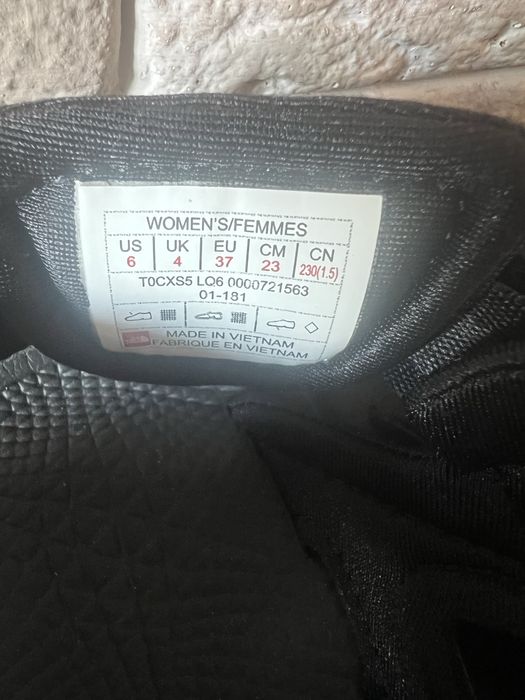 WOMEN'S/FEMMES
US UK EU CM CN
6 4 37 23 230(1.5)
T0CXS5 LQ6 0000721563
01-181
MADE IN VIETNAM
FABRIQUE EN VIETNAM